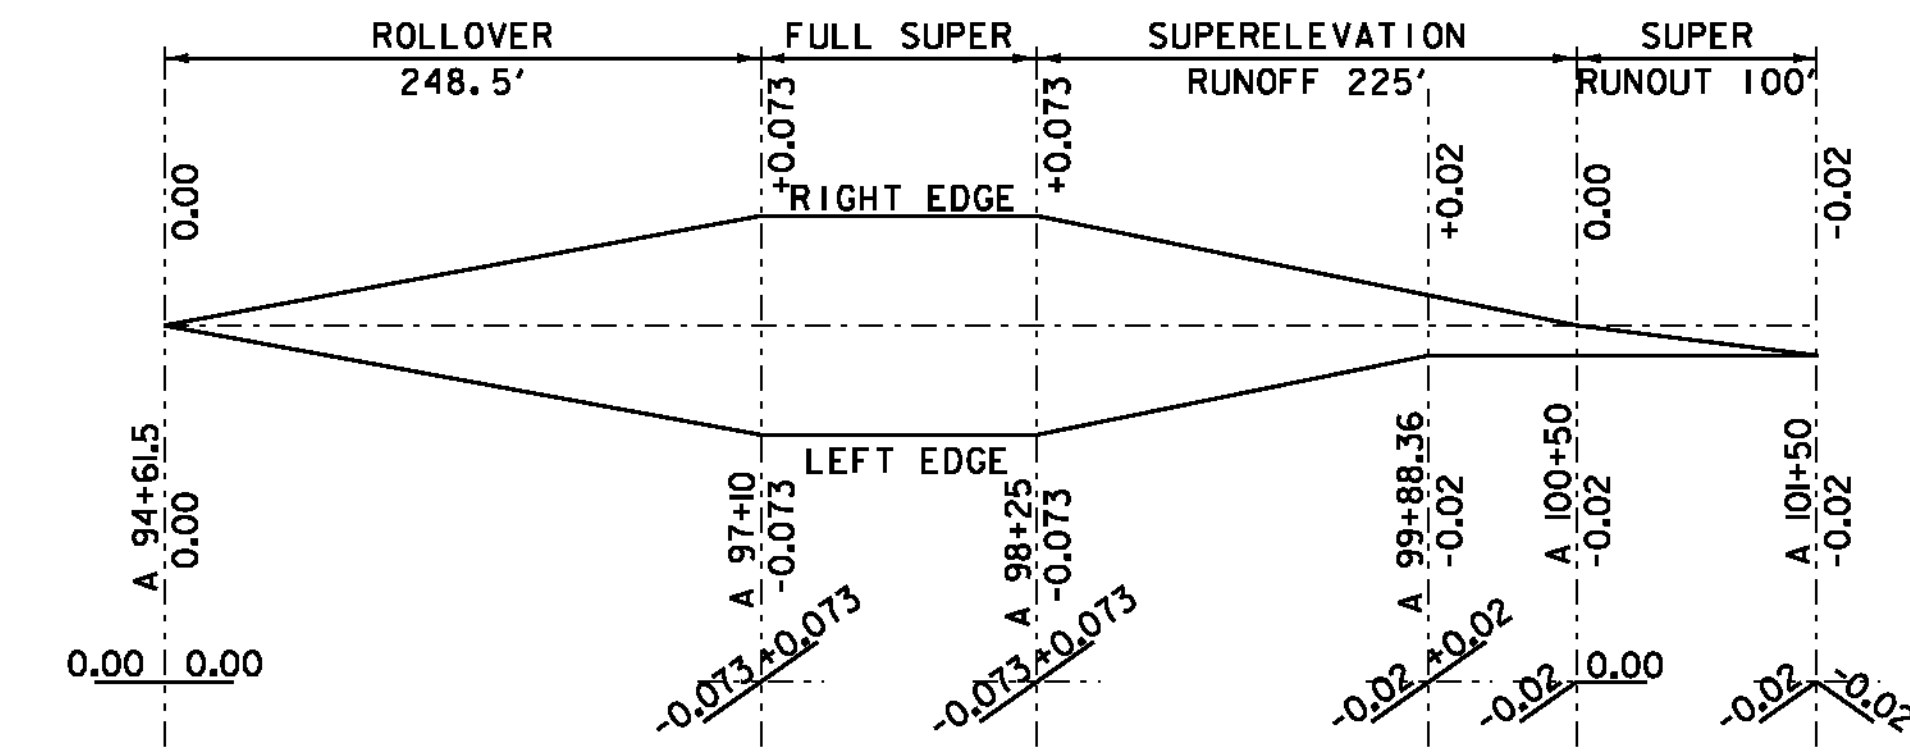 ROLLOVER
248.5'
FULL SUPER
SUPERELEVATION
RUNOFF 225'
SUPER
RUNOUT 100'
0.00
+0.073
+0.073
+0.02
0.00
-0.02
RIGHT EDGE
LEFT EDGE
A 94+61.5
0.00
A 97+10
-0.073
A 98+25
-0.073
A 99+88.36
-0.02
A 100+50
-0.02
A 101+50
-0.02
0.00 0.00
-0.073 +0.073
-0.073 +0.073
-0.02 +0.02
-0.02 0.00
-0.02 -0.02